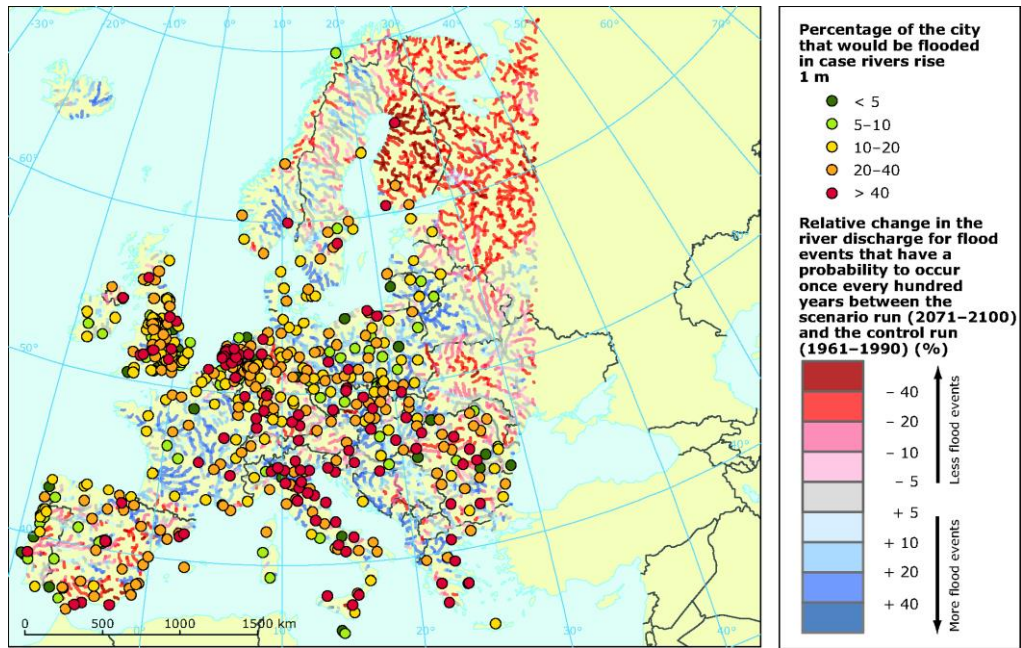 -30°
-20°
-10°
0°
10°
20°
30°
40°
50°
60°
70°
60°
50°
50°
40°
40°
0°
10°
20°
30°
40°
0 500 1000 1500 km
Percentage of the city
that would be flooded
in case rivers rise
1 m
< 5
5–10
10–20
20–40
> 40
Relative change in the
river discharge for flood
events that have a
probability to occur
once every hundred
years between the
scenario run (2071–2100)
and the control run
(1961–1990) (%)
– 40
– 20
– 10
– 5
+ 5
+ 10
+ 20
+ 40
Less flood events
More flood events